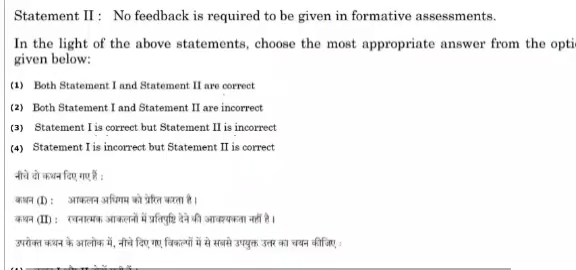 Statement II : No feedback is required to be given in formative assessments.
In the light of the above statements, choose the most appropriate answer from the opti
given below:
(1) Both Statement I and Statement II are correct
(2) Both Statement I and Statement II are incorrect
(3) Statement I is correct but Statement II is incorrect
(4) Statement I is incorrect but Statement II is correct
नीचे दो कथन दिए गए हैं :
कथन (I) : आकलन अधिगम को प्रेरित करता है।
कथन (II) : रचनात्मक आकलनों में प्रतिपुष्टि देने की आवश्यकता नहीं है।
उपरोक्त कथन के आलोक में, नीचे दिए गए विकल्पों में से सबसे उपयुक्त उत्तर का चयन कीजिए :